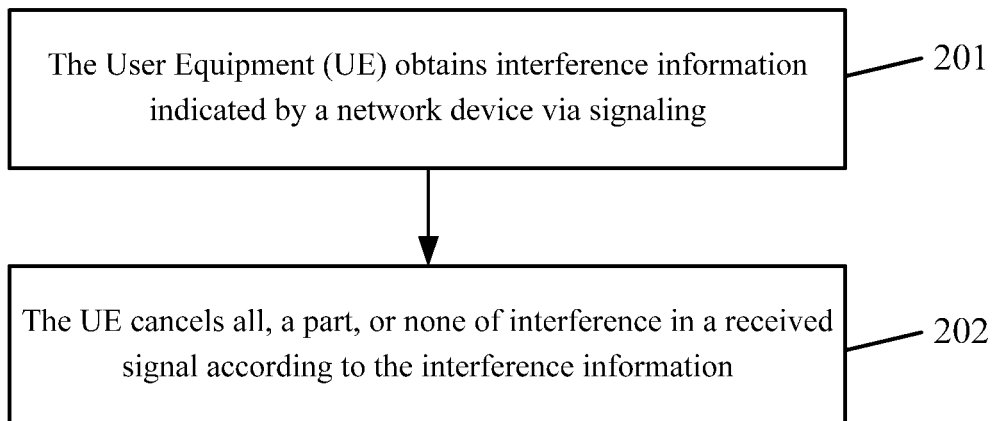 The User Equipment (UE) obtains interference information
indicated by a network device via signaling
201
The UE cancels all, a part, or none of interference in a received
signal according to the interference information
202